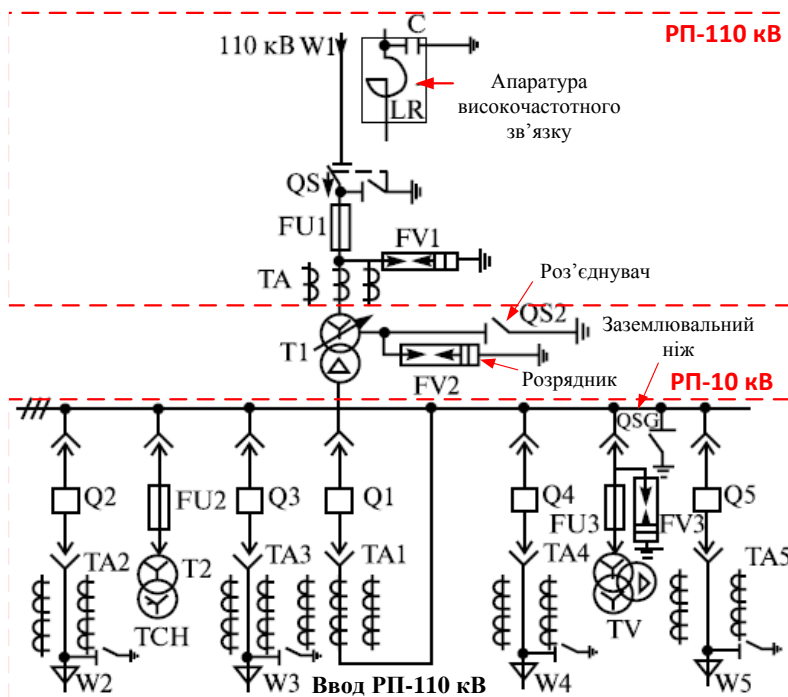 C
РП-110 кВ
110 кВ W1
Апаратура
високочастотного
зв’язку
LR
QS
FU1
FV1
TA
Роз’єднувач
QS2
Заземлювальний
ніж
T1
Розрядник
FV2
РП-10 кВ
QSG
Q2
FU2
Q3
Q1
Q4
FU3
FV3
Q5
TA2
T2
TA3
TA1
TA4
TA5
TCH
TV
W2
W3
Ввод РП-110 кВ
W4
W5